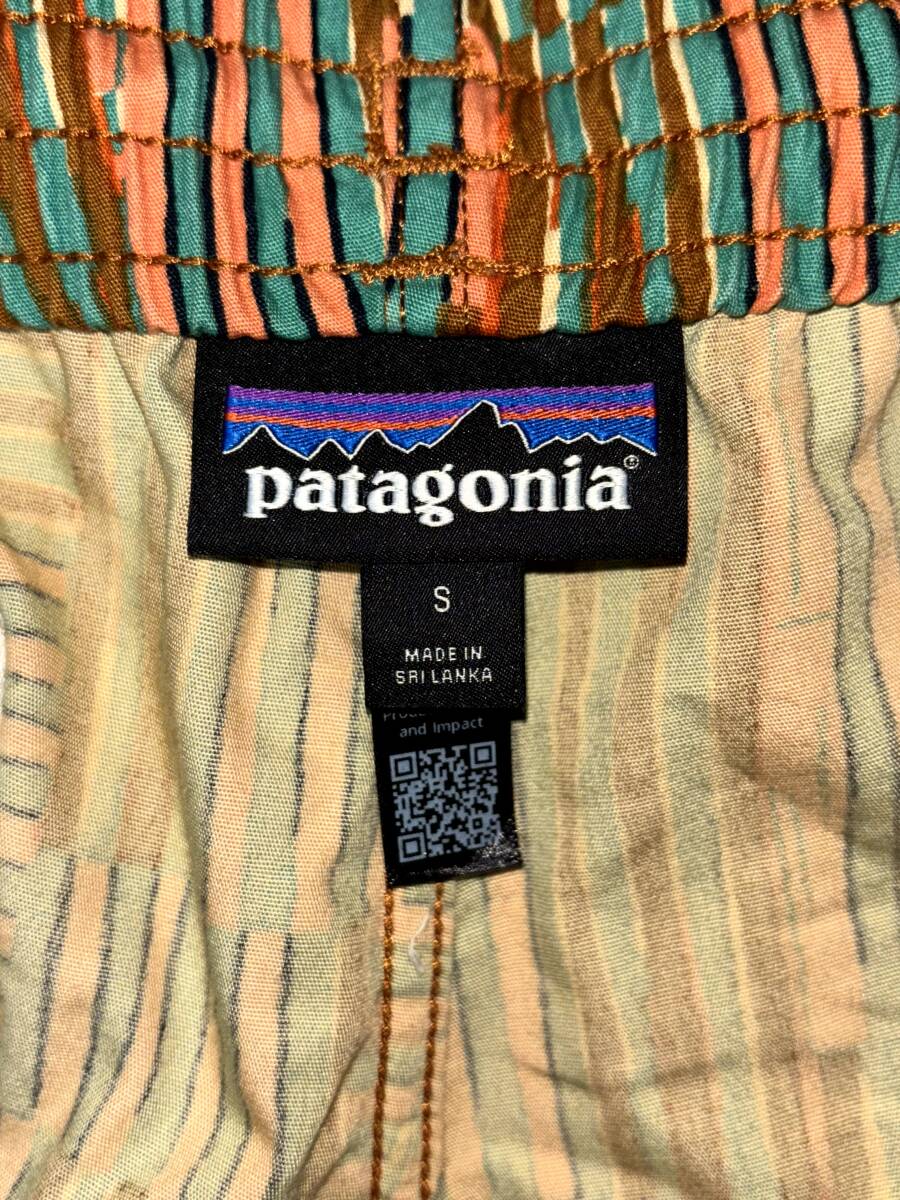 patagonia®
S
MADE IN
SRI LANKA
and Impact